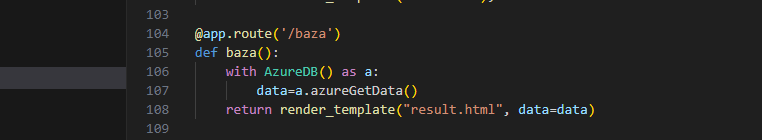 103
104 @app.route('/baza')
105 def baza():
106     with AzureDB() as a:
107         data=a.azureGetData()
108     return render_template("result.html", data=data)
109